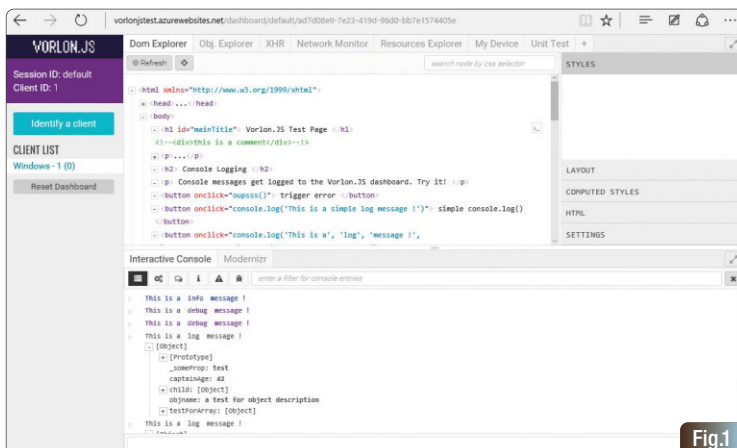 vorlonjstest.azurewebsites.net/dashboard/default/ad7d08e9-7e23-419d-96d0-bb7e1574405e
VORLON.JS
Session ID: default
Client ID: 1
Identify a client
CLIENT LIST
Windows - 1 (0)
Reset Dashboard
Dom Explorer Obj. Explorer XHR Network Monitor Resources Explorer My Device Unit Test +
Refresh search node by css selector
<html xmlns="http://www.w3.org/1999/xhtml">
<head>...</head>
<body>
<h1 id="mainTitle"> Vorlon.JS Test Page </h1>
<!--<div>this is a comment</div>--!>
<p>...</p>
<h2> Console Logging </h2>
<p> Console messages get logged to the Vorlon.JS dashboard. Try it! </p>
<button onclick="oupsss()"> trigger error </button>
<button onclick="console.log('This is a simple log message !')"> simple console.log()
</button>
<button onclick="console.log('This is a', 'log', 'message !',
STYLES
LAYOUT
COMPUTED STYLES
HTML
SETTINGS
Interactive Console Modernizr
enter a filter for console entries
This is a info message !
This is a debug message !
This is a debug message !
This is a log message !
[Object]
[Prototype]
_someProp: test
captainAge: 42
child: [Object]
objname: a test for object description
testForArray: [Object]
This is a log message !
Fig.1